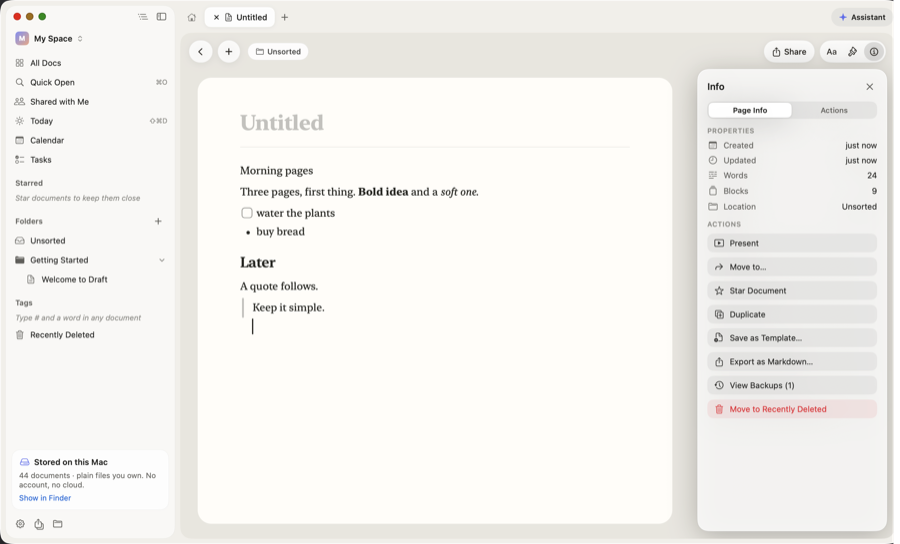 Untitled
Assistant
M My Space
All Docs
Quick Open ⌘O
Shared with Me
Today ⇧⌘D
Calendar
Tasks
Starred
Star documents to keep them close
Folders
Unsorted
Getting Started
Welcome to Draft
Tags
Type # and a word in any document
Recently Deleted
Stored on this Mac
44 documents · plain files you own. No
account, no cloud.
Show in Finder
Unsorted
Share
Aa
Untitled
Morning pages
Three pages, first thing. Bold idea and a soft one.
water the plants
• buy bread
Later
A quote follows.
Keep it simple.
Info
Page Info Actions
PROPERTIES
Created just now
Updated just now
Words 24
Blocks 9
Location Unsorted
ACTIONS
Present
Move to...
Star Document
Duplicate
Save as Template...
Export as Markdown...
View Backups (1)
Move to Recently Deleted